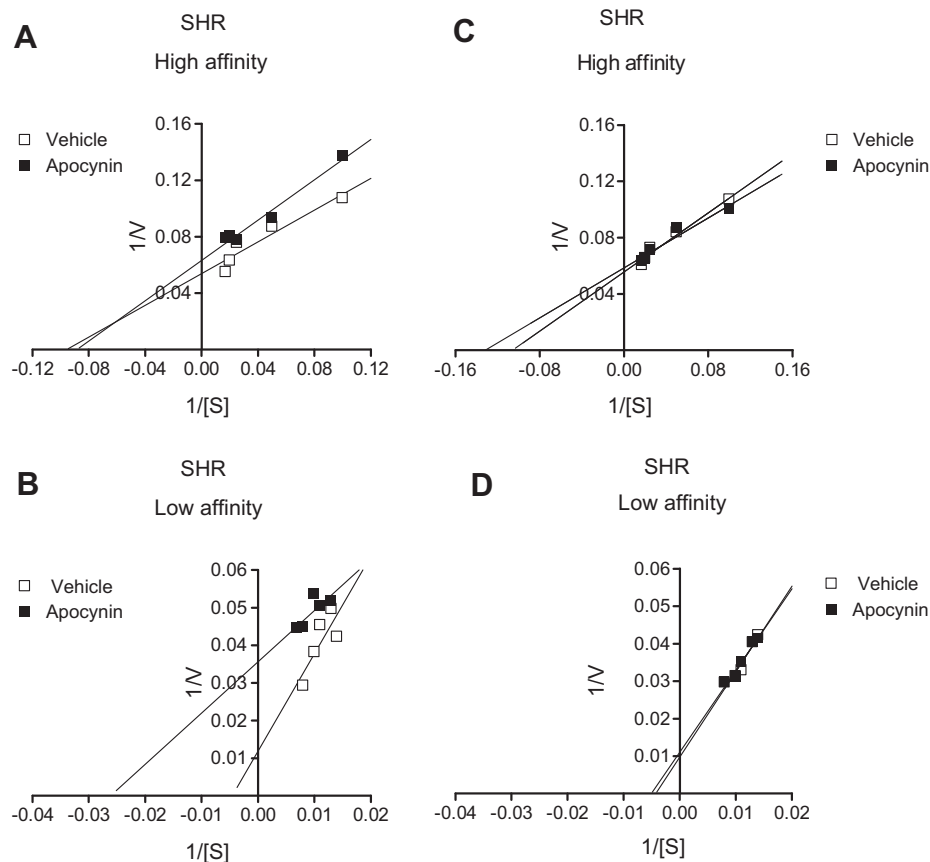 A
SHR
High affinity
Vehicle
Apocynin
1/V
0.16
0.12
0.08
0.04
-0.12 -0.08 -0.04 0.00 0.04 0.08 0.12
1/[S]
C
SHR
High affinity
Vehicle
Apocynin
1/V
0.16
0.12
0.08
0.04
-0.16 -0.08 0.00 0.08 0.16
1/[S]
B
SHR
Low affinity
Vehicle
Apocynin
1/V
0.06
0.05
0.04
0.03
0.02
0.01
-0.04 -0.03 -0.02 -0.01 0.00 0.01 0.02
1/[S]
D
SHR
Low affinity
Vehicle
Apocynin
1/V
0.06
0.05
0.04
0.03
0.02
0.01
-0.04 -0.03 -0.02 -0.01 0.00 0.01 0.02
1/[S]